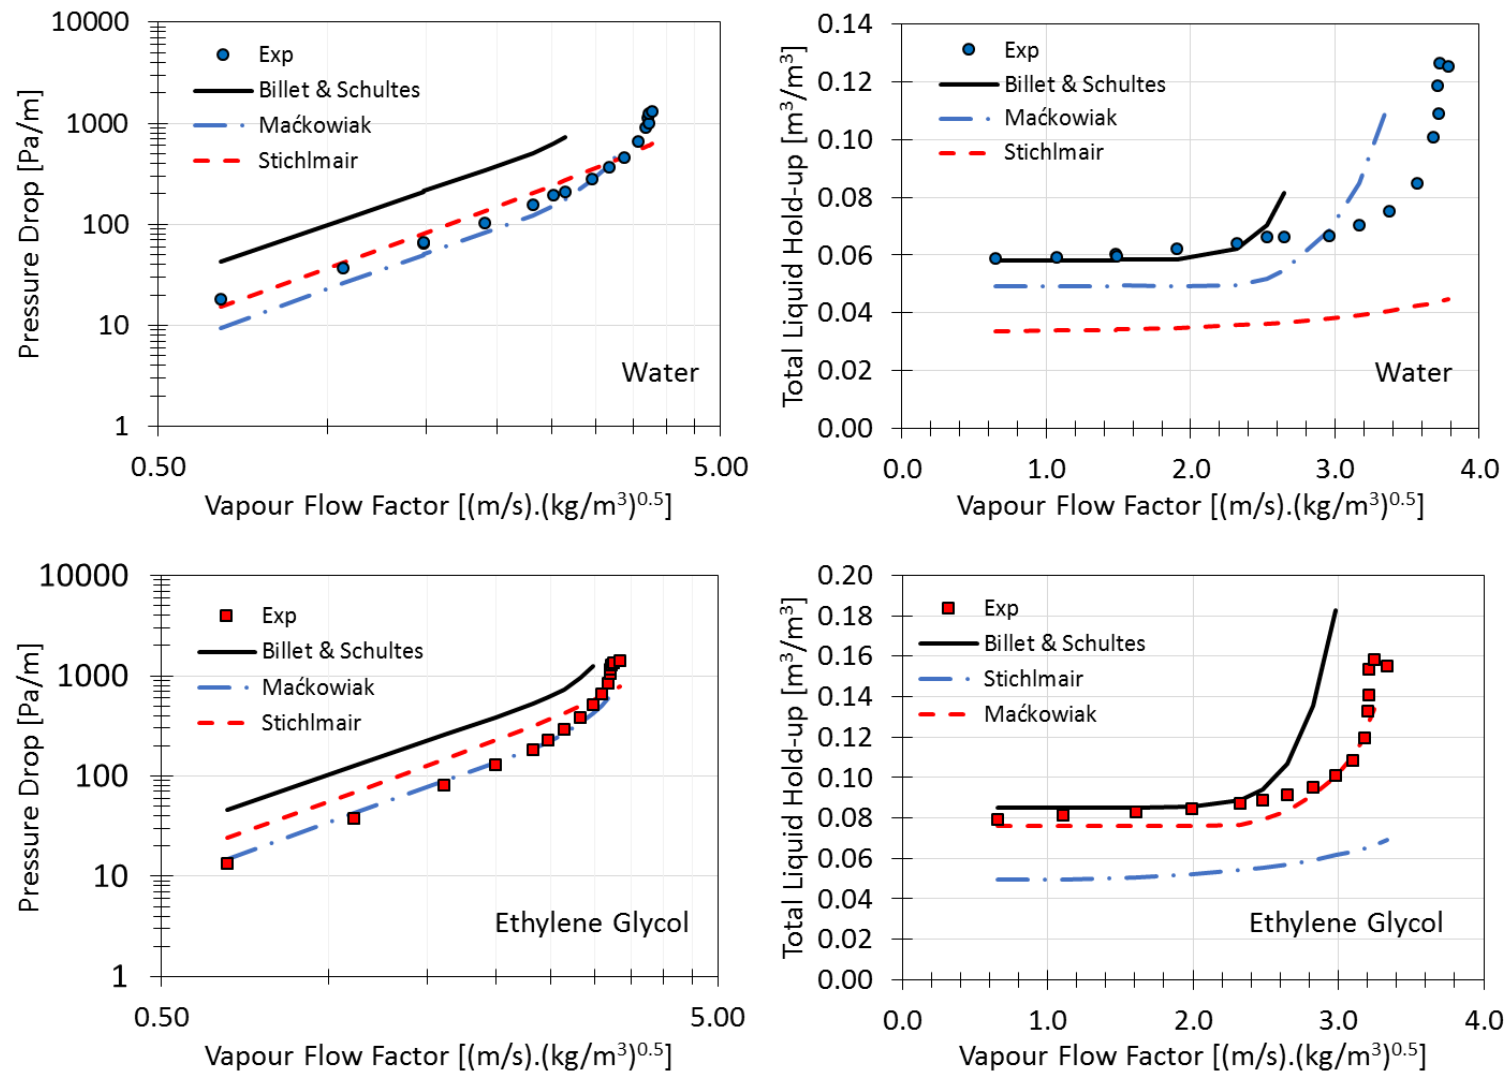 10000
1000
100
10
1
Pressure Drop [Pa/m]
Exp
Billet & Schultes
Maćkowiak
Stichlmair
Water
0.50
5.00
Vapour Flow Factor [(m/s).(kg/m³)⁰·⁵]
0.14
0.12
0.10
0.08
0.06
0.04
0.02
0.00
Total Liquid Hold-up [m³/m³]
Exp
Billet & Schultes
Maćkowiak
Stichlmair
Water
0.0 1.0 2.0 3.0 4.0
Vapour Flow Factor [(m/s).(kg/m³)⁰·⁵]
10000
1000
100
10
1
Pressure Drop [Pa/m]
Exp
Billet & Schultes
Maćkowiak
Stichlmair
Ethylene Glycol
0.50
5.00
Vapour Flow Factor [(m/s).(kg/m³)⁰·⁵]
0.20
0.18
0.16
0.14
0.12
0.10
0.08
0.06
0.04
0.02
0.00
Total Liquid Hold-up [m³/m³]
Exp
Billet & Schultes
Stichlmair
Maćkowiak
Ethylene Glycol
0.0 1.0 2.0 3.0 4.0
Vapour Flow Factor [(m/s).(kg/m³)⁰·⁵]